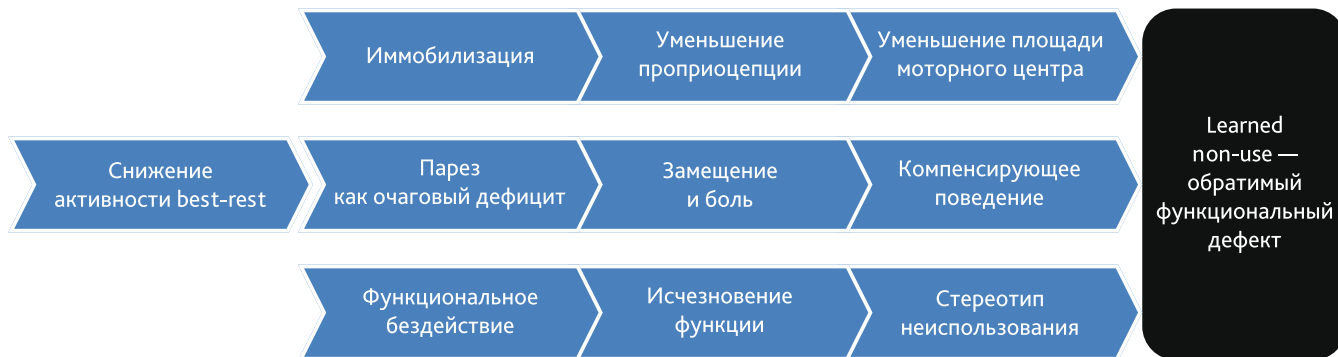 Иммобилизация
Уменьшение
проприоцепции
Уменьшение площади
моторного центра
Снижение
активности best-rest
Парез
как очаговый дефицит
Замещение
и боль
Компенсирующее
поведение
Функциональное
бездействие
Исчезновение
функции
Стереотип
неиспользования
Learned
non-use —
обратимый
функциональный
дефект